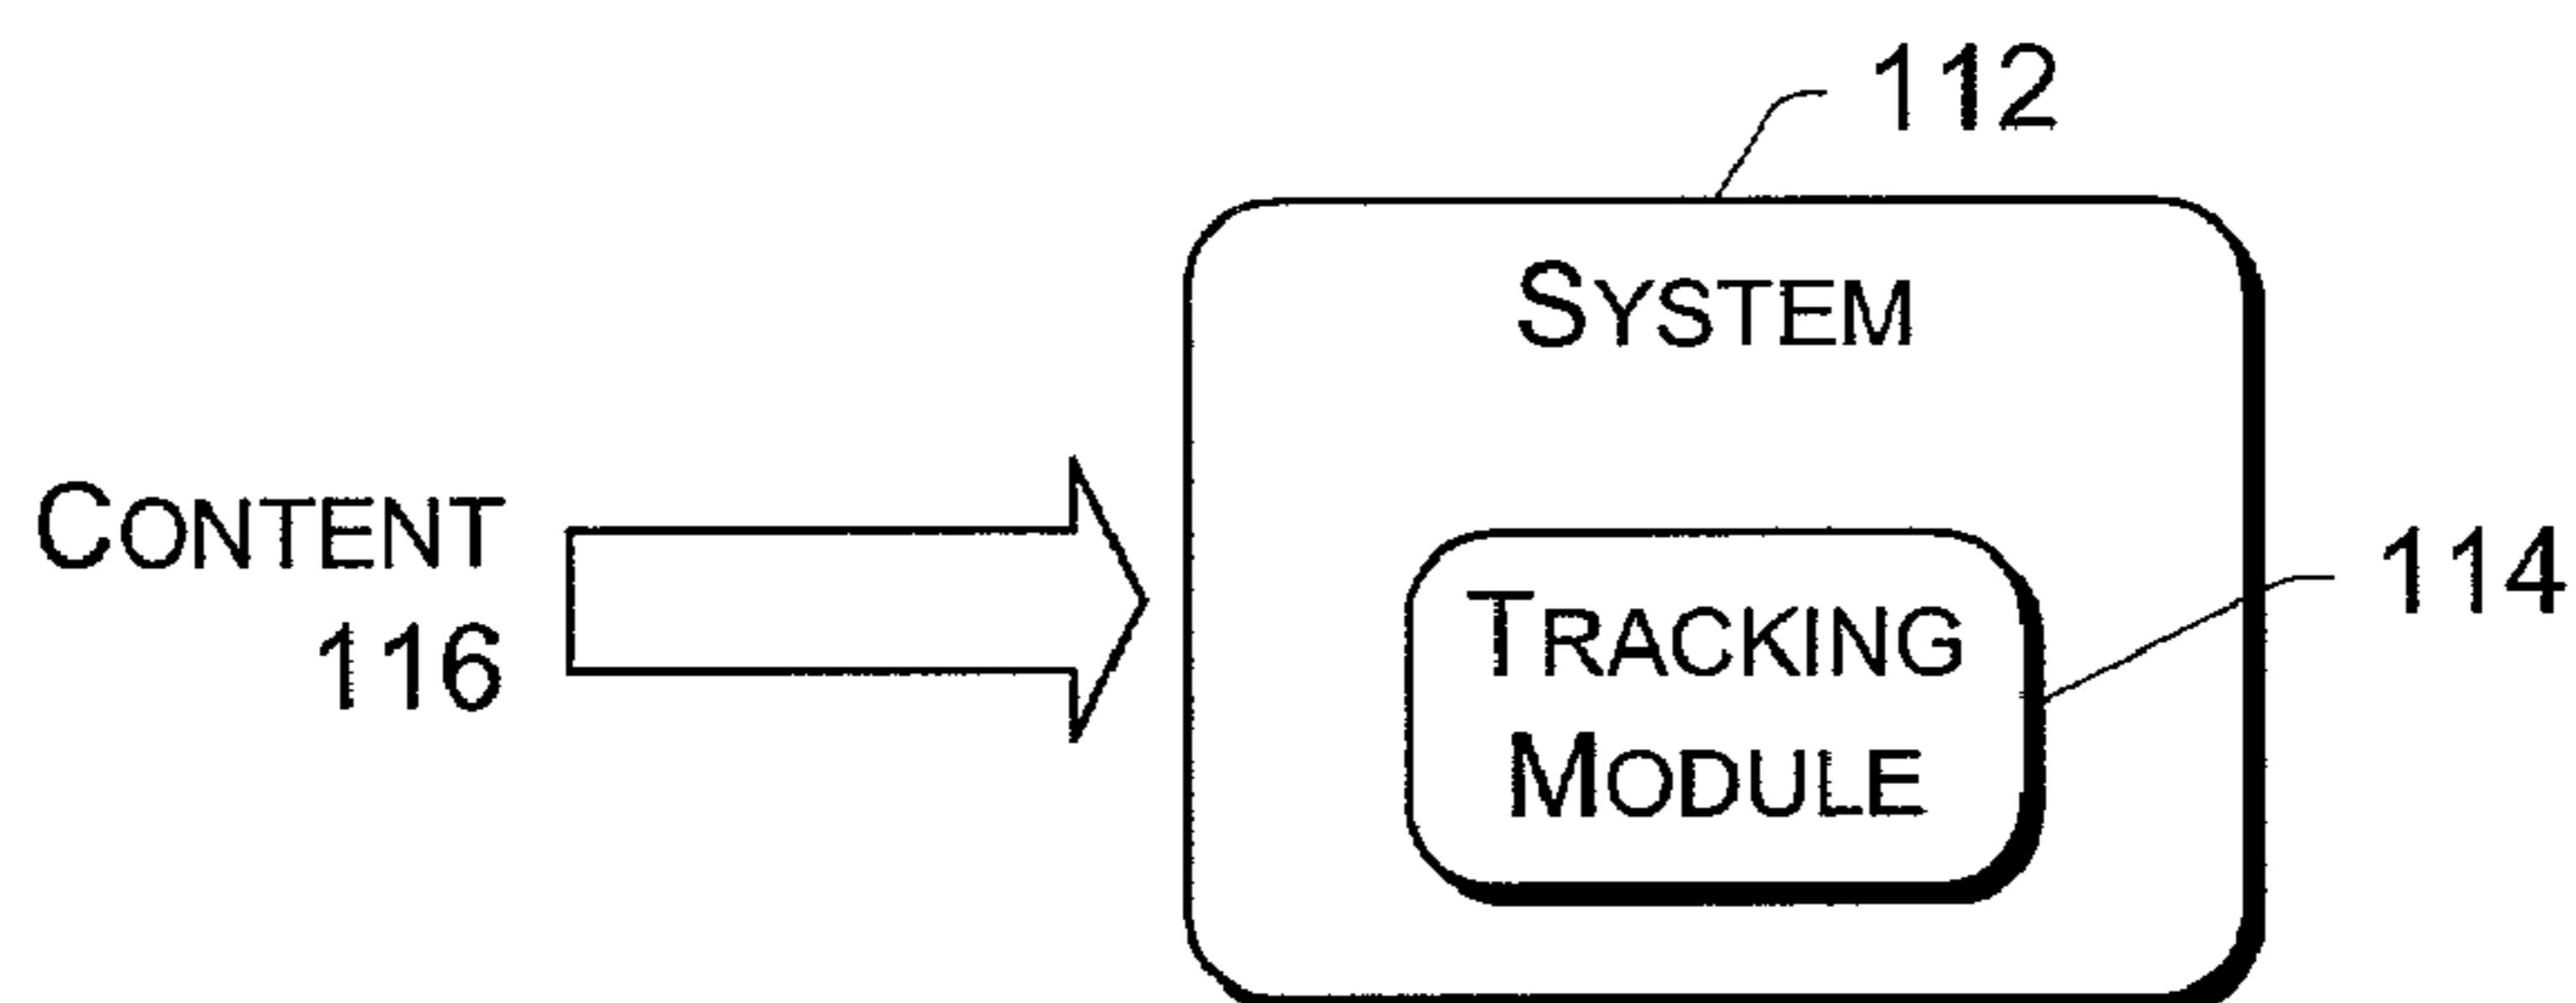 112
SYSTEM
CONTENT
116
TRACKING
MODULE
114